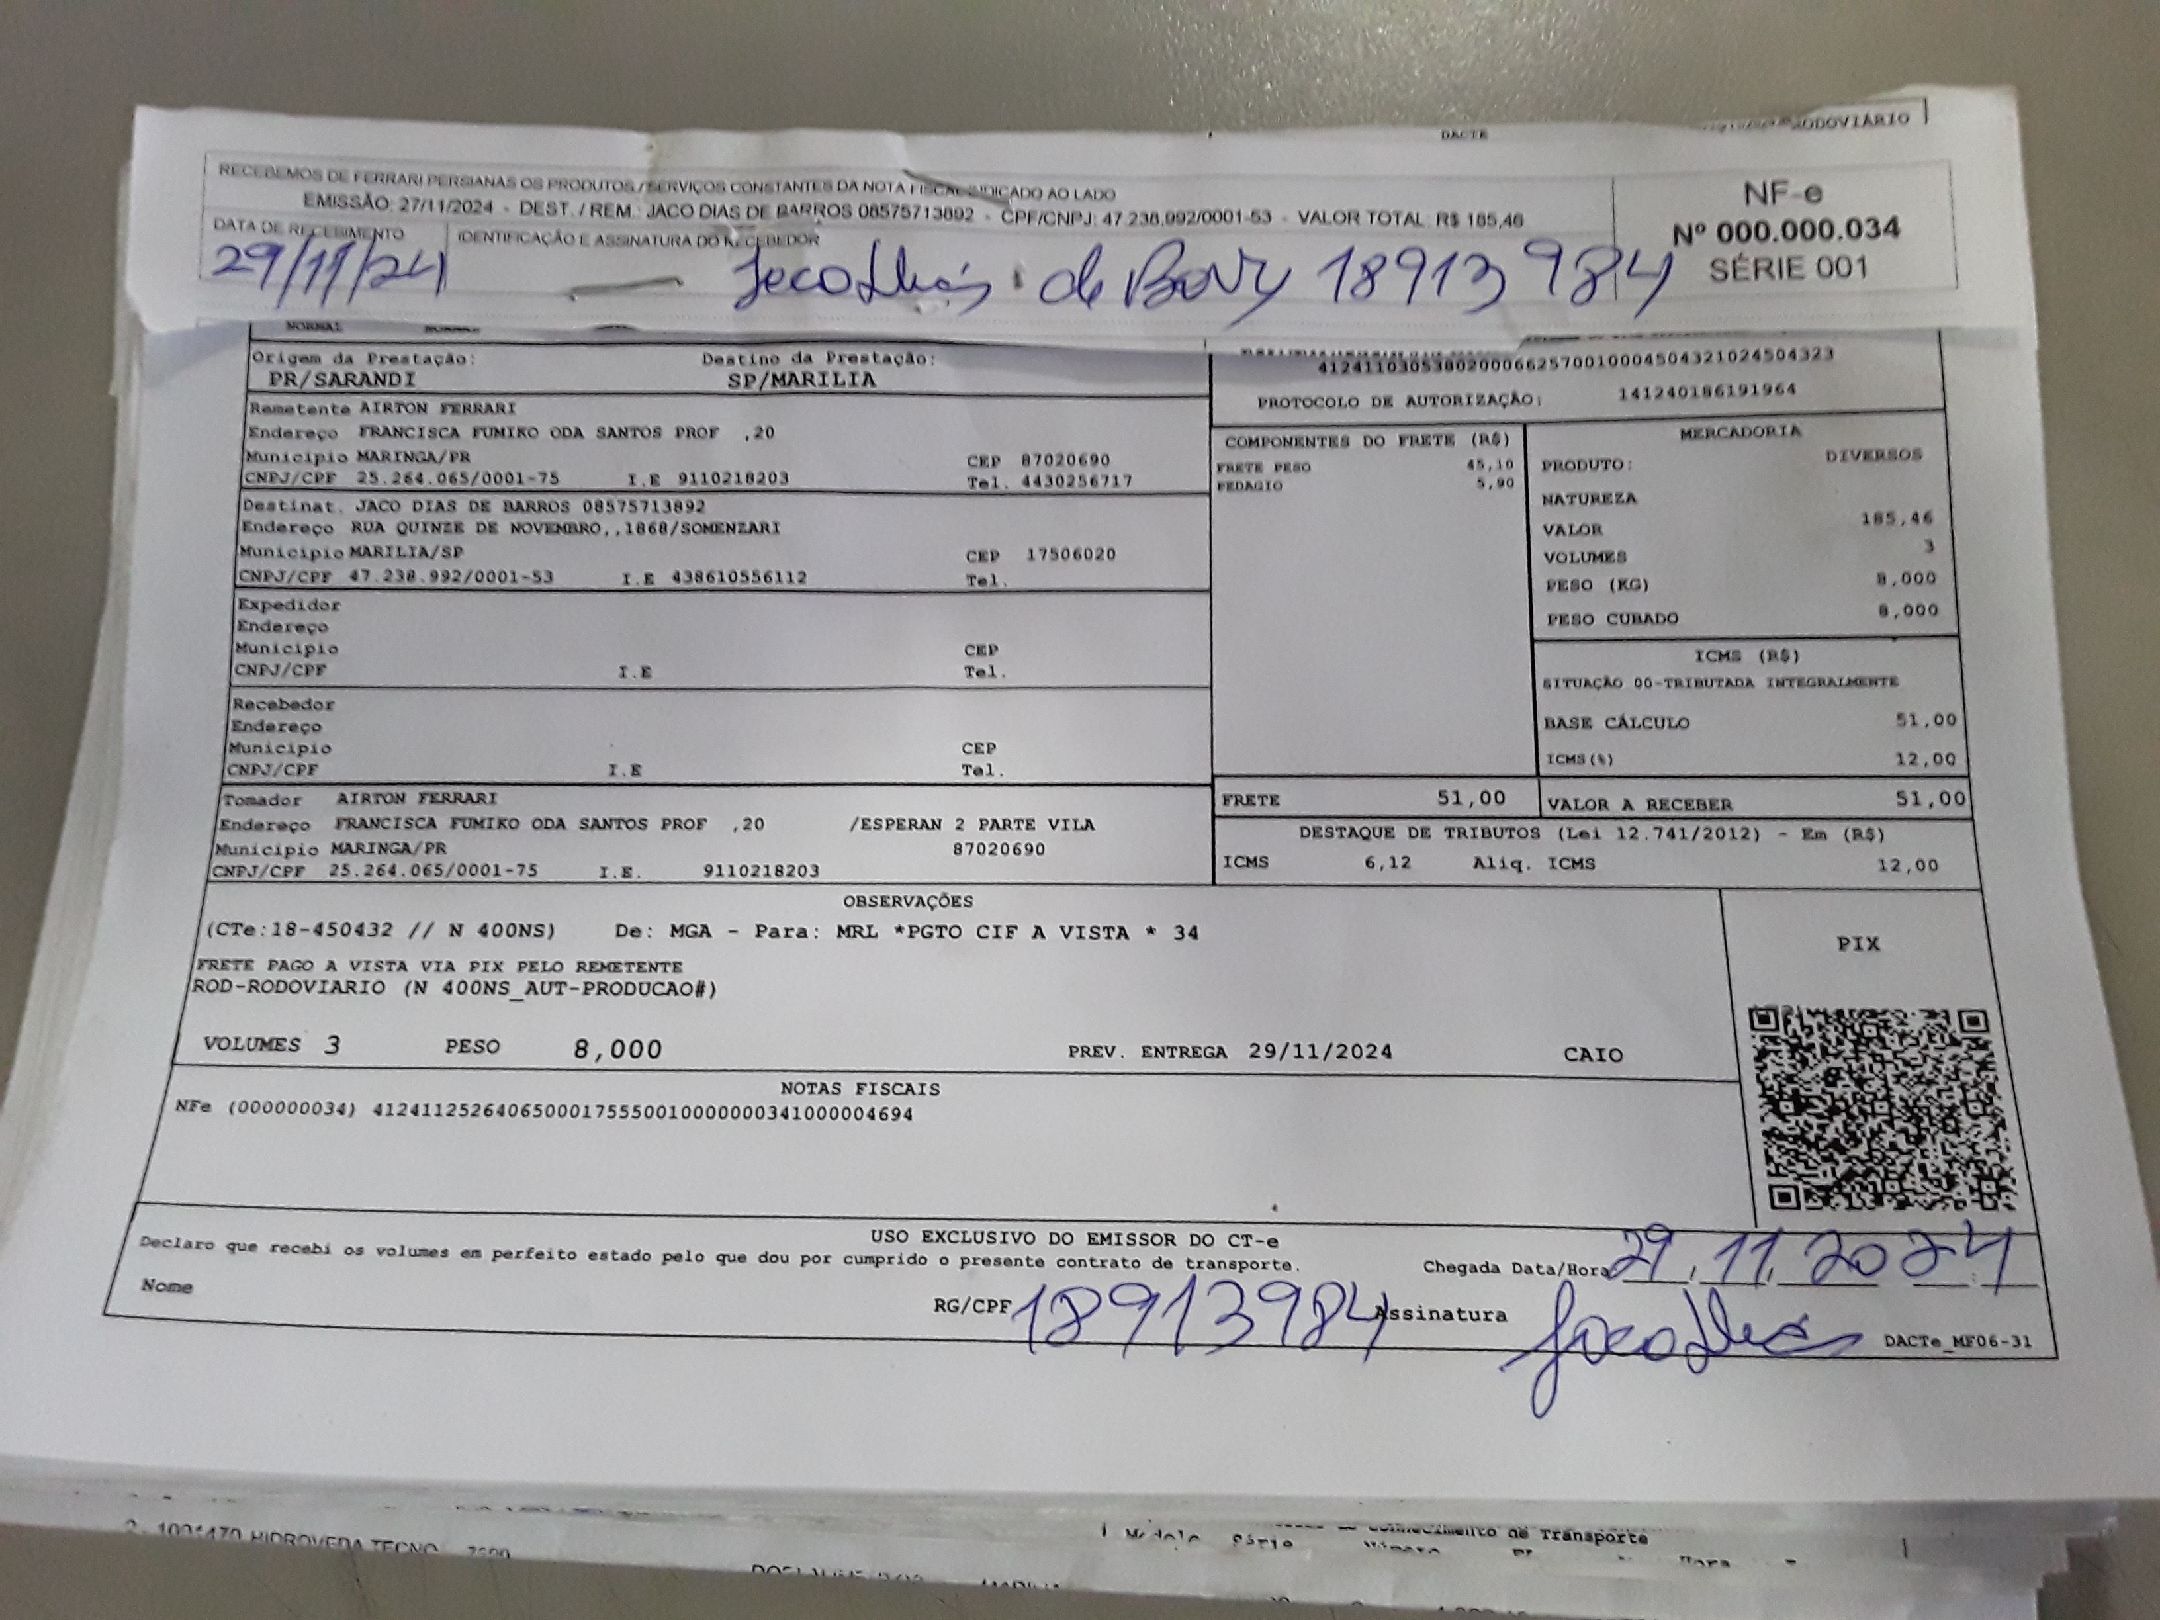 DACTE RODOVIÁRIO
RECEBEMOS DE FERRARI PERSIANAS OS PRODUTOS / SERVIÇOS CONSTANTES DA NOTA FISCAL INDICADO AO LADO
EMISSÃO: 27/11/2024 - DEST. / REM.: JACO DIAS DE BARROS 08575713892 - CPF/CNPJ: 47.238.992/0001-53 - VALOR TOTAL: R$ 185,46
NF-e
Nº 000.000.034
SÉRIE 001
DATA DE RECEBIMENTO IDENTIFICAÇÃO E ASSINATURA DO RECEBEDOR
29/11/24 de 18913984
NORMAL
Origem da Prestação: Destino da Prestação:
PR/SARANDI SP/MARILIA
41241103053802000662570010004504321024504323
PROTOCOLO DE AUTORIZAÇÃO: 141240186191964
Remetente AIRTON FERRARI
Endereço FRANCISCA FUMIKO ODA SANTOS PROF ,20
Municipio MARINGA/PR CEP 87020690
CNPJ/CPF 25.264.065/0001-75 I.E 9110218203 Tel. 4430256717
Destinat. JACO DIAS DE BARROS 08575713892
Endereço RUA QUINZE DE NOVEMBRO,,1868/SOMENZARI
Municipio MARILIA/SP CEP 17506020
CNPJ/CPF 47.238.992/0001-53 I.E 438610556112 Tel.
Expedidor
Endereço
Municipio CEP
CNPJ/CPF I.E Tel.
Recebedor
Endereço
Municipio CEP
CNPJ/CPF I.E Tel.
Tomador AIRTON FERRARI
Endereço FRANCISCA FUMIKO ODA SANTOS PROF ,20 /ESPERAN 2 PARTE VILA
Municipio MARINGA/PR 87020690
CNPJ/CPF 25.264.065/0001-75 I.E. 9110218203
COMPONENTES DO FRETE (R$)
FRETE PESO 45,10
PEDAGIO 5,90
MERCADORIA
PRODUTO: DIVERSOS
NATUREZA
VALOR 185,46
VOLUMES 3
PESO (KG) 8,000
PESO CUBADO 8,000
ICMS (R$)
SITUAÇÃO 00-TRIBUTADA INTEGRALMENTE
BASE CÁLCULO 51,00
ICMS(%) 12,00
FRETE 51,00 VALOR A RECEBER 51,00
DESTAQUE DE TRIBUTOS (Lei 12.741/2012) - Em (R$)
ICMS 6,12 Aliq. ICMS 12,00
OBSERVAÇÕES
(CTe:18-450432 // N 400NS) De: MGA - Para: MRL *PGTO CIF A VISTA * 34
FRETE PAGO A VISTA VIA PIX PELO REMETENTE
ROD-RODOVIARIO (N 400NS_AUT-PRODUCAO#)
PIX
VOLUMES 3 PESO 8,000 PREV. ENTREGA 29/11/2024 CAIO
NOTAS FISCAIS
NFe (000000034) 41241125264065000175550010000000341000004694
USO EXCLUSIVO DO EMISSOR DO CT-e
Declaro que recebi os volumes em perfeito estado pelo que dou por cumprido o presente contrato de transporte.
Chegada Data/Hora 29,11,2024
Nome RG/CPF 18913984 Assinatura
DACTe_MF06-31
Conhecimento de Transporte